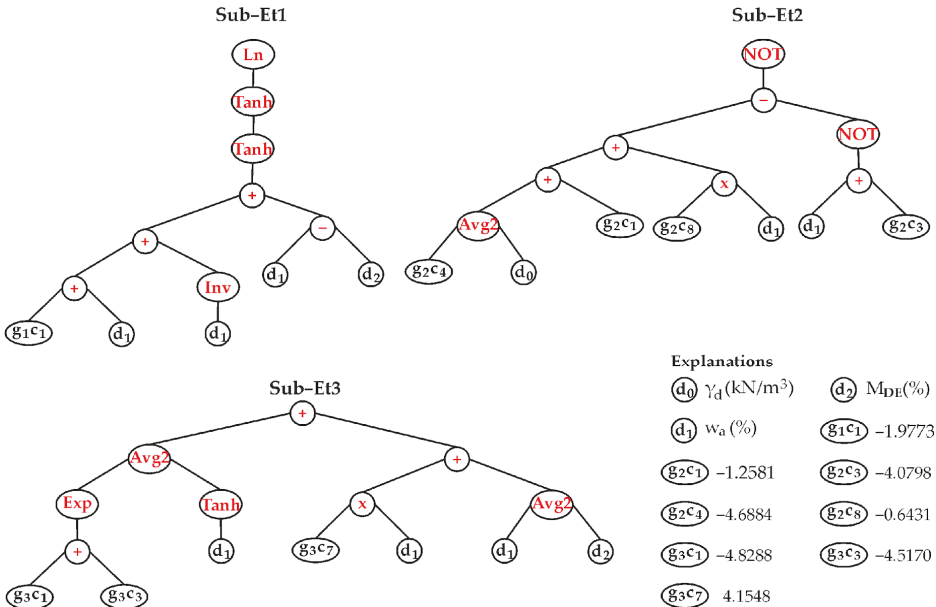 Sub–Et1
Ln
Tanh
Tanh
+
+ –
+ Inv d1 d2
g1c1 d1 d1
Sub–Et2
NOT
–
+ NOT
+ x +
Avg2 g2c1 g2c8 d1 d1 g2c3
g2c4 d0
Sub–Et3
+
Avg2 +
Exp Tanh x Avg2
+ d1 g3c7 d1 d1 d2
g3c1 g3c3
Explanations
d0 γd (kN/m³) d2 MDE(%)
d1 wa (%) g1c1 –1.9773
g2c1 –1.2581 g2c3 –4.0798
g2c4 –4.6884 g2c8 –0.6431
g3c1 –4.8288 g3c3 –4.5170
g3c7 4.1548